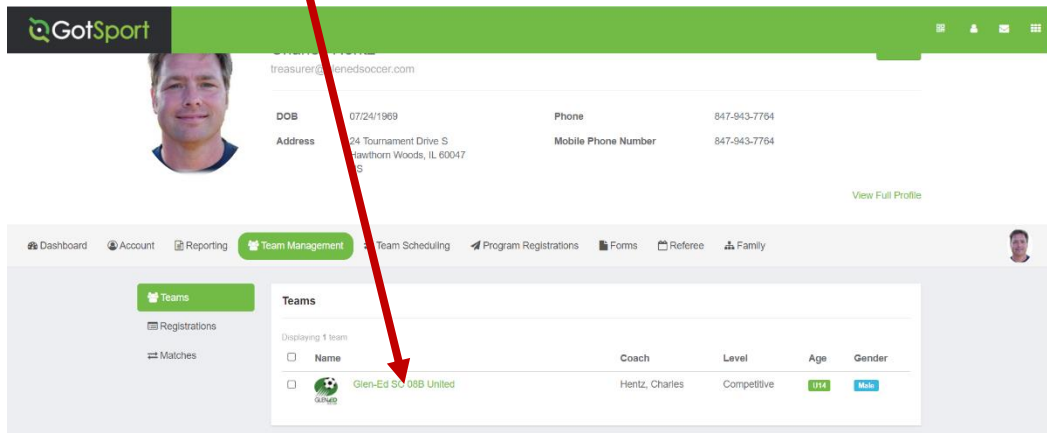 GotSport
treasurer@glenedsoccer.com
DOB 07/24/1969 Phone 847-943-7764
Address 24 Tournament Drive S Mobile Phone Number 847-943-7764
Hawthorn Woods, IL 60047
View Full Profile
Dashboard Account Reporting Team Management Team Scheduling Program Registrations Forms Referee Family
Teams
Registrations
Matches
Teams
Displaying 1 team
Name Coach Level Age Gender
Glen-Ed SC 08B United Hentz, Charles Competitive U14 Male
GLEN-ED